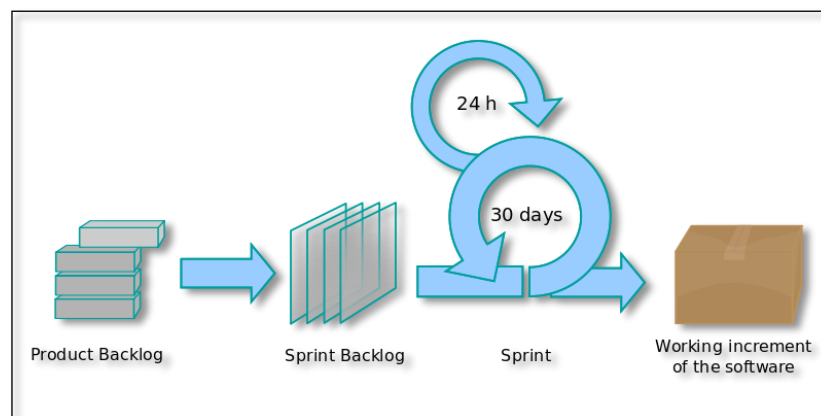 24 h
30 days
Product Backlog
Sprint Backlog
Sprint
Working increment
of the software